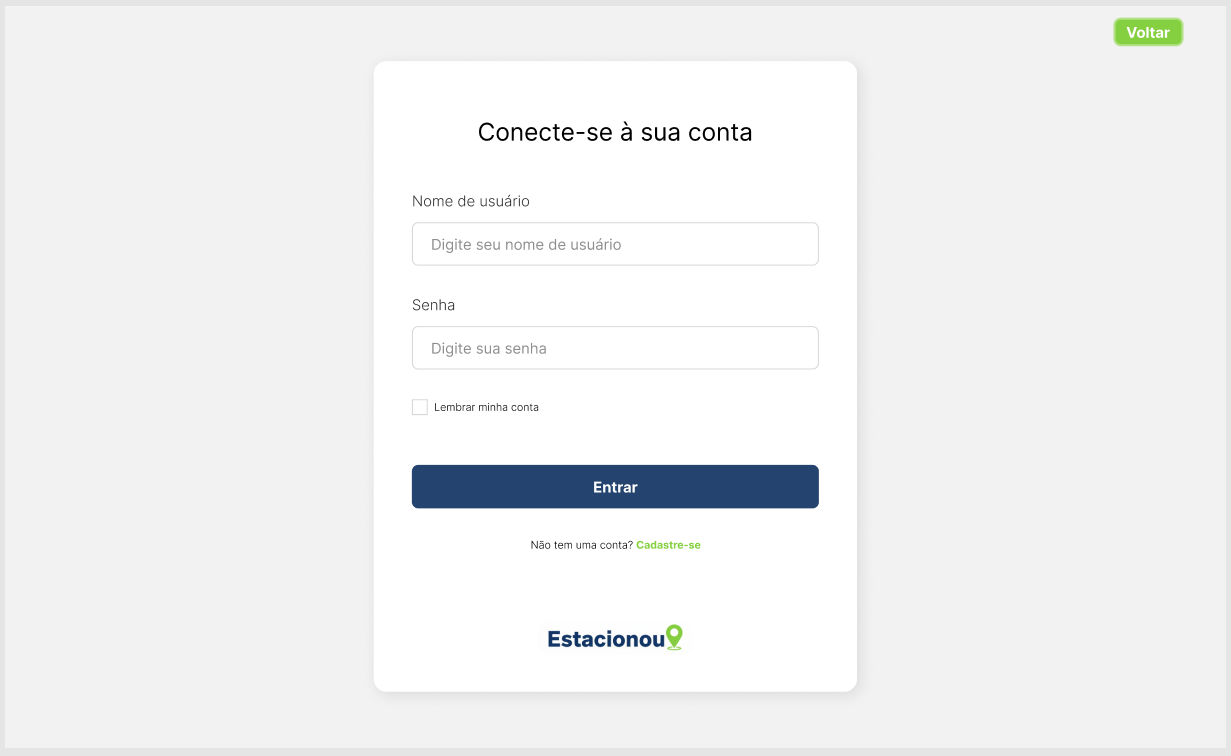 Voltar
Conecte-se à sua conta
Nome de usuário
Digite seu nome de usuário
Senha
Digite sua senha
Lembrar minha conta
Entrar
Não tem uma conta? Cadastre-se
Estacionou